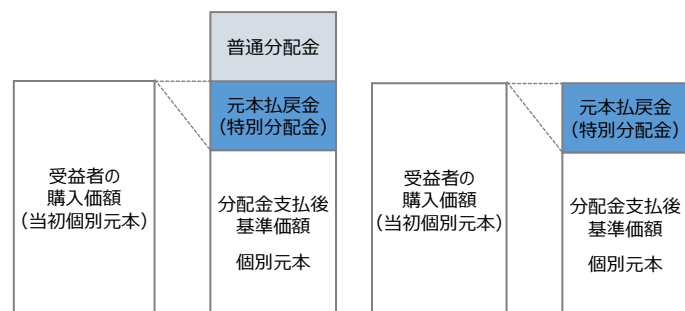 普通分配金
元本払戻金
(特別分配金)
受益者の
購入価額
(当初個別元本)
分配金支払後
基準価額
個別元本
元本払戻金
(特別分配金)
受益者の
購入価額
(当初個別元本)
分配金支払後
基準価額
個別元本